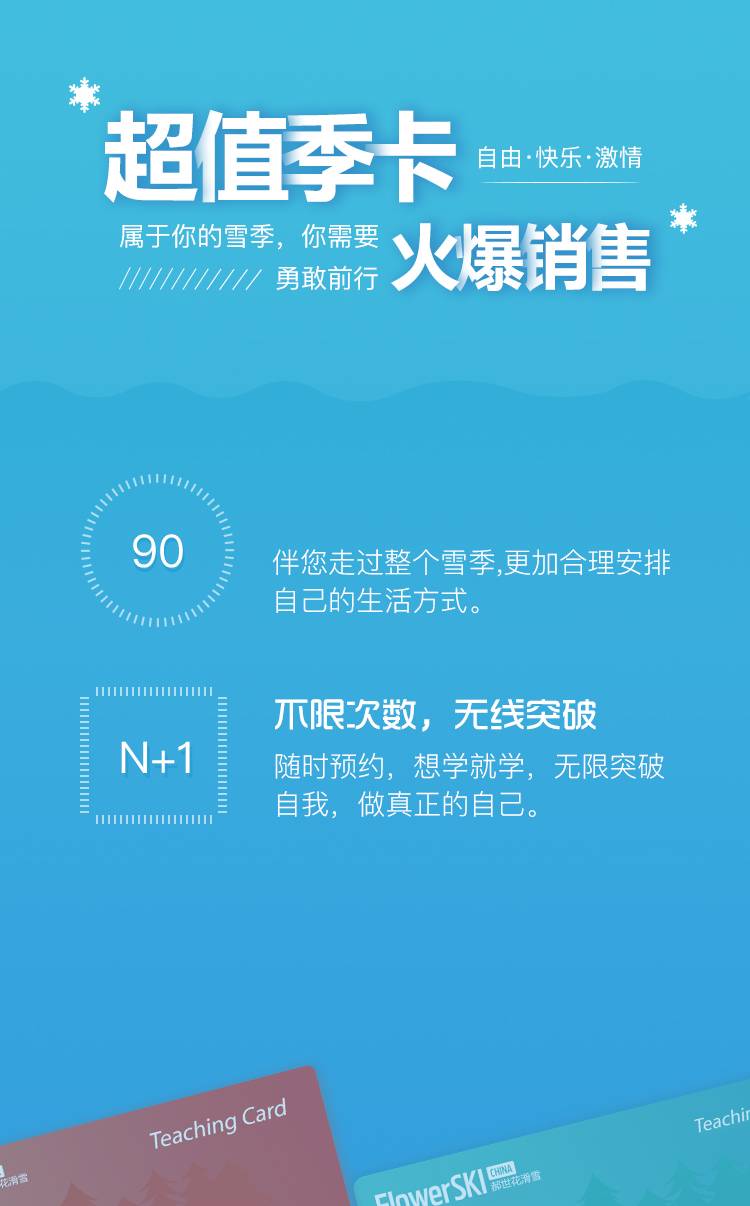 超值季卡
自由·快乐·激情
属于你的雪季，你需要
勇敢前行
火爆销售
90
伴您走过整个雪季,更加合理安排
自己的生活方式。
N+1
不限次数，无线突破
随时预约，想学就学，无限突破
自我，做真正的自己。
Teaching Card
花滑雪
FlowerSKI CHINA
郝世花滑雪